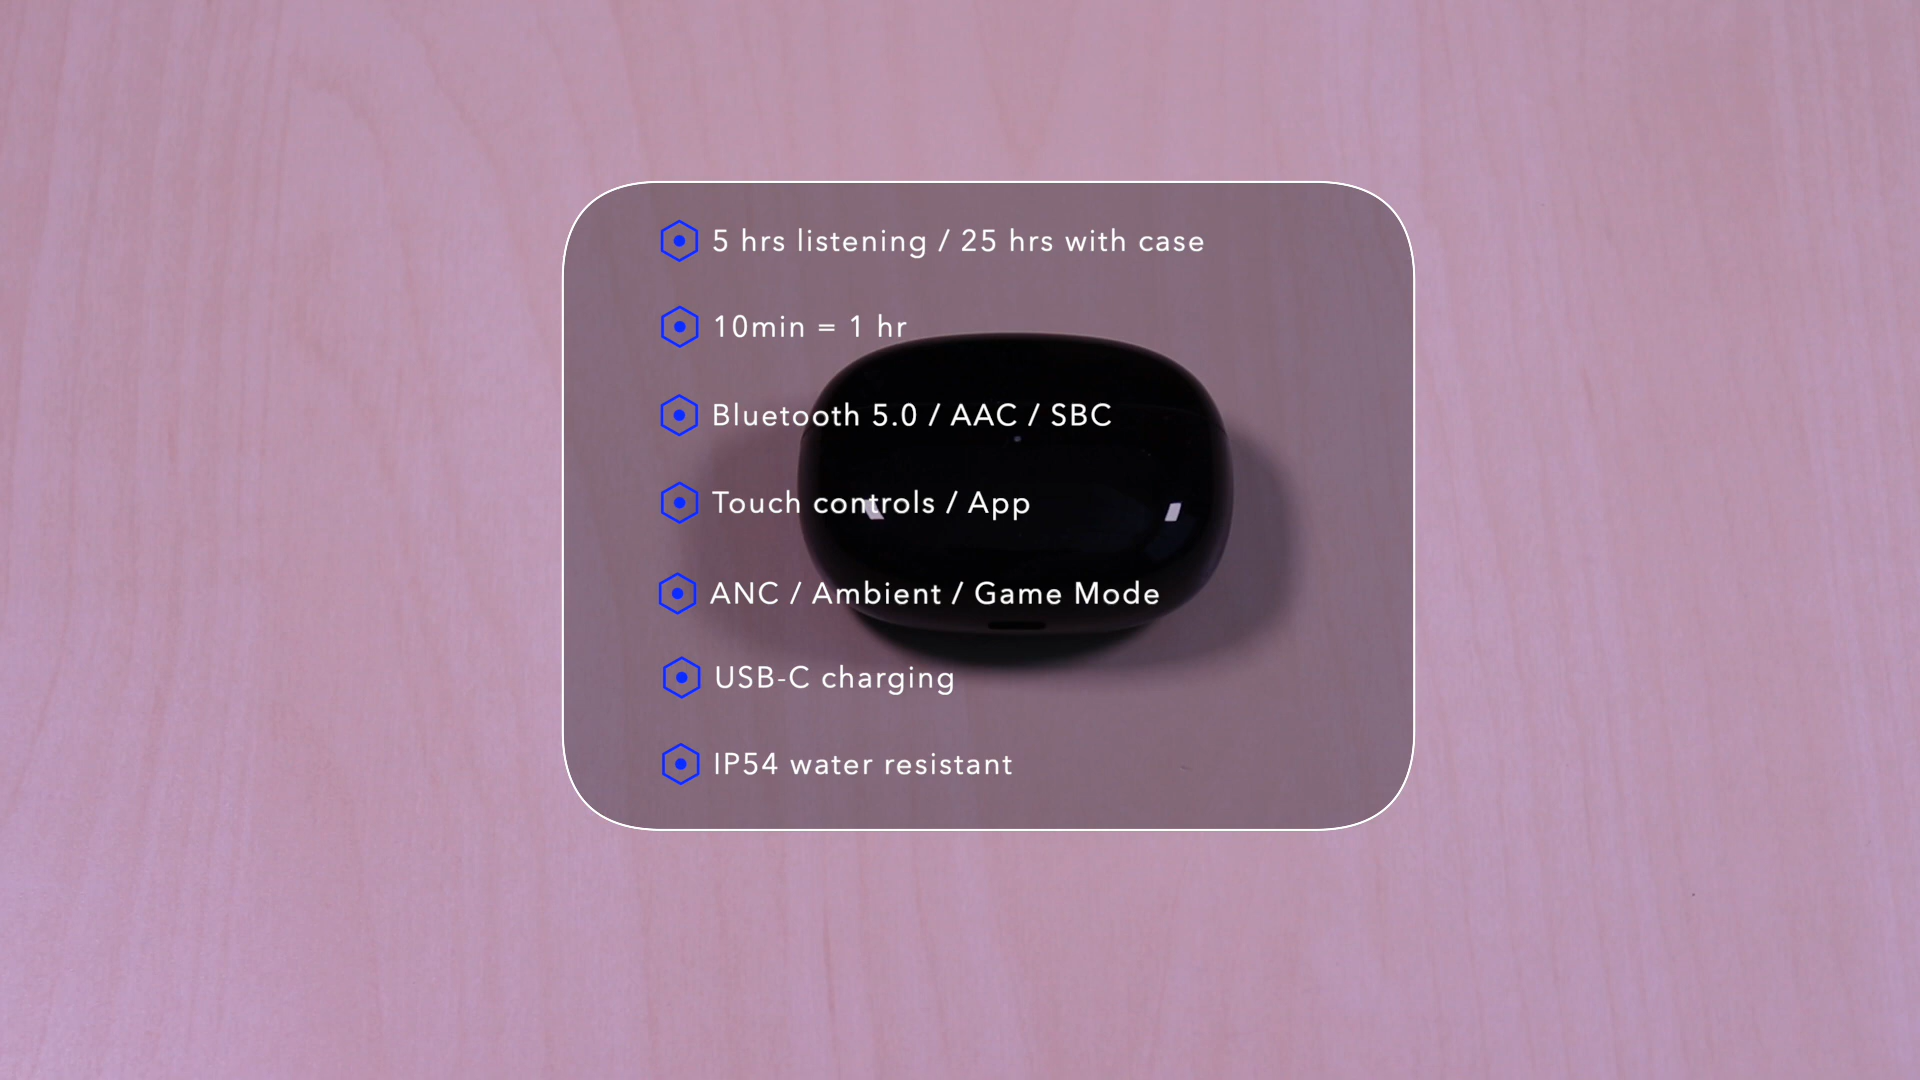 5 hrs listening / 25 hrs with case
10min = 1 hr
Bluetooth 5.0 / AAC / SBC
Touch controls / App
ANC / Ambient / Game Mode
USB-C charging
IP54 water resistant